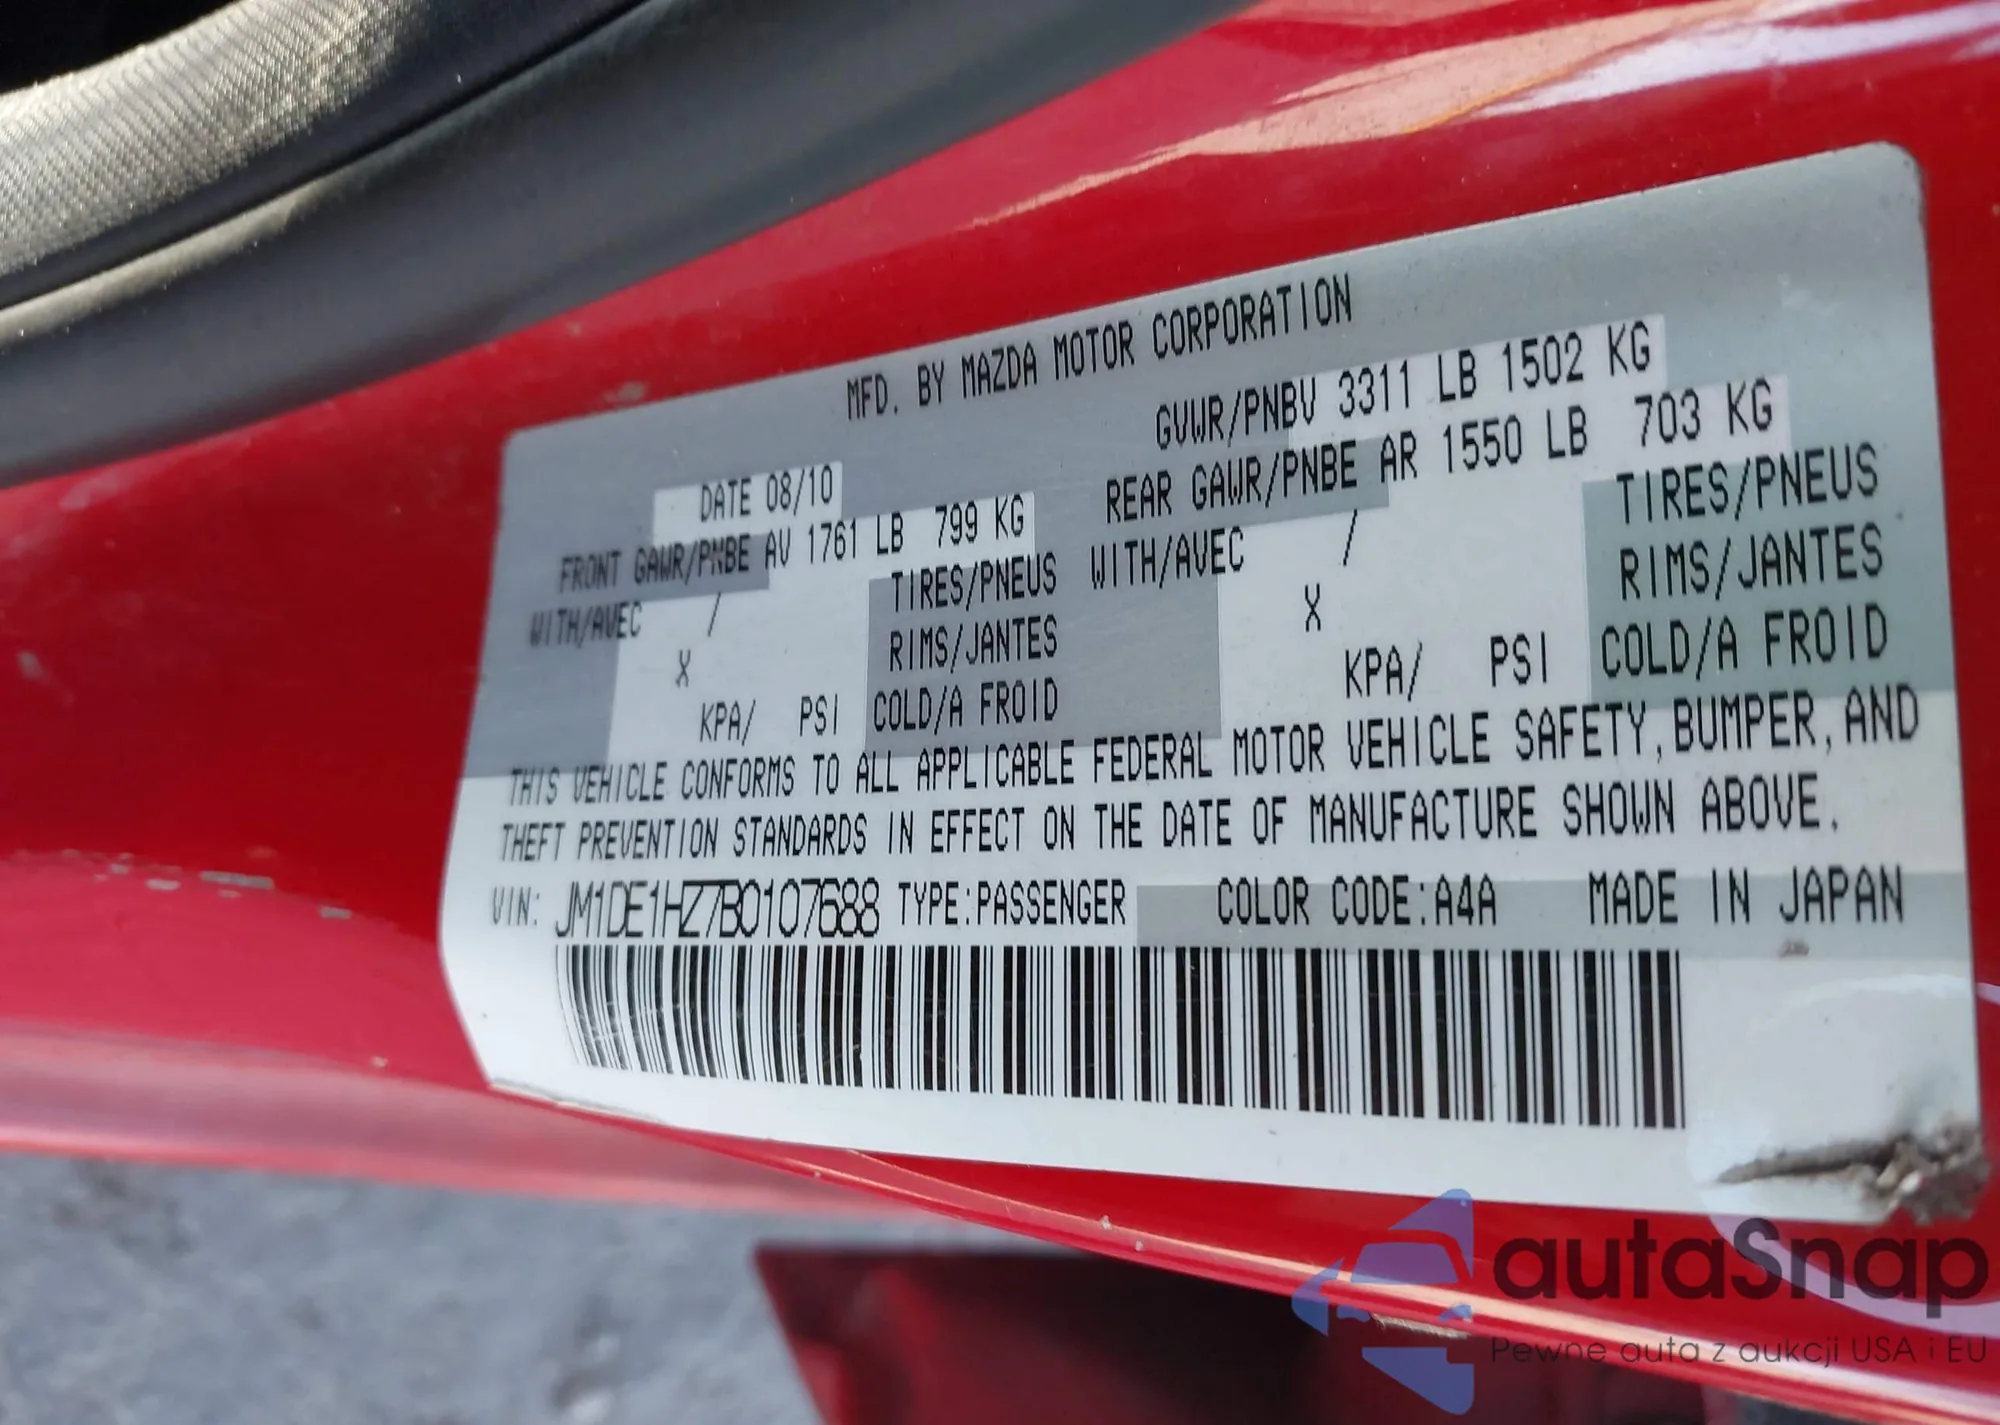 MFD. BY MAZDA MOTOR CORPORATION
DATE 08/10 GVWR/PNBV 3311 LB 1502 KG
FRONT GAWR/PNBE AV 1761 LB 799 KG REAR GAWR/PNBE AR 1550 LB 703 KG
WITH/AVEC / TIRES/PNEUS WITH/AVEC / TIRES/PNEUS
X RIMS/JANTES X RIMS/JANTES
KPA/ PSI COLD/A FROID KPA/ PSI COLD/A FROID
THIS VEHICLE CONFORMS TO ALL APPLICABLE FEDERAL MOTOR VEHICLE SAFETY, BUMPER, AND
THEFT PREVENTION STANDARDS IN EFFECT ON THE DATE OF MANUFACTURE SHOWN ABOVE.
VIN: JM1DE1HZ7B0107688 TYPE:PASSENGER COLOR CODE:A4A MADE IN JAPAN
autaSnap
Pewne auta z aukcji USA i EU